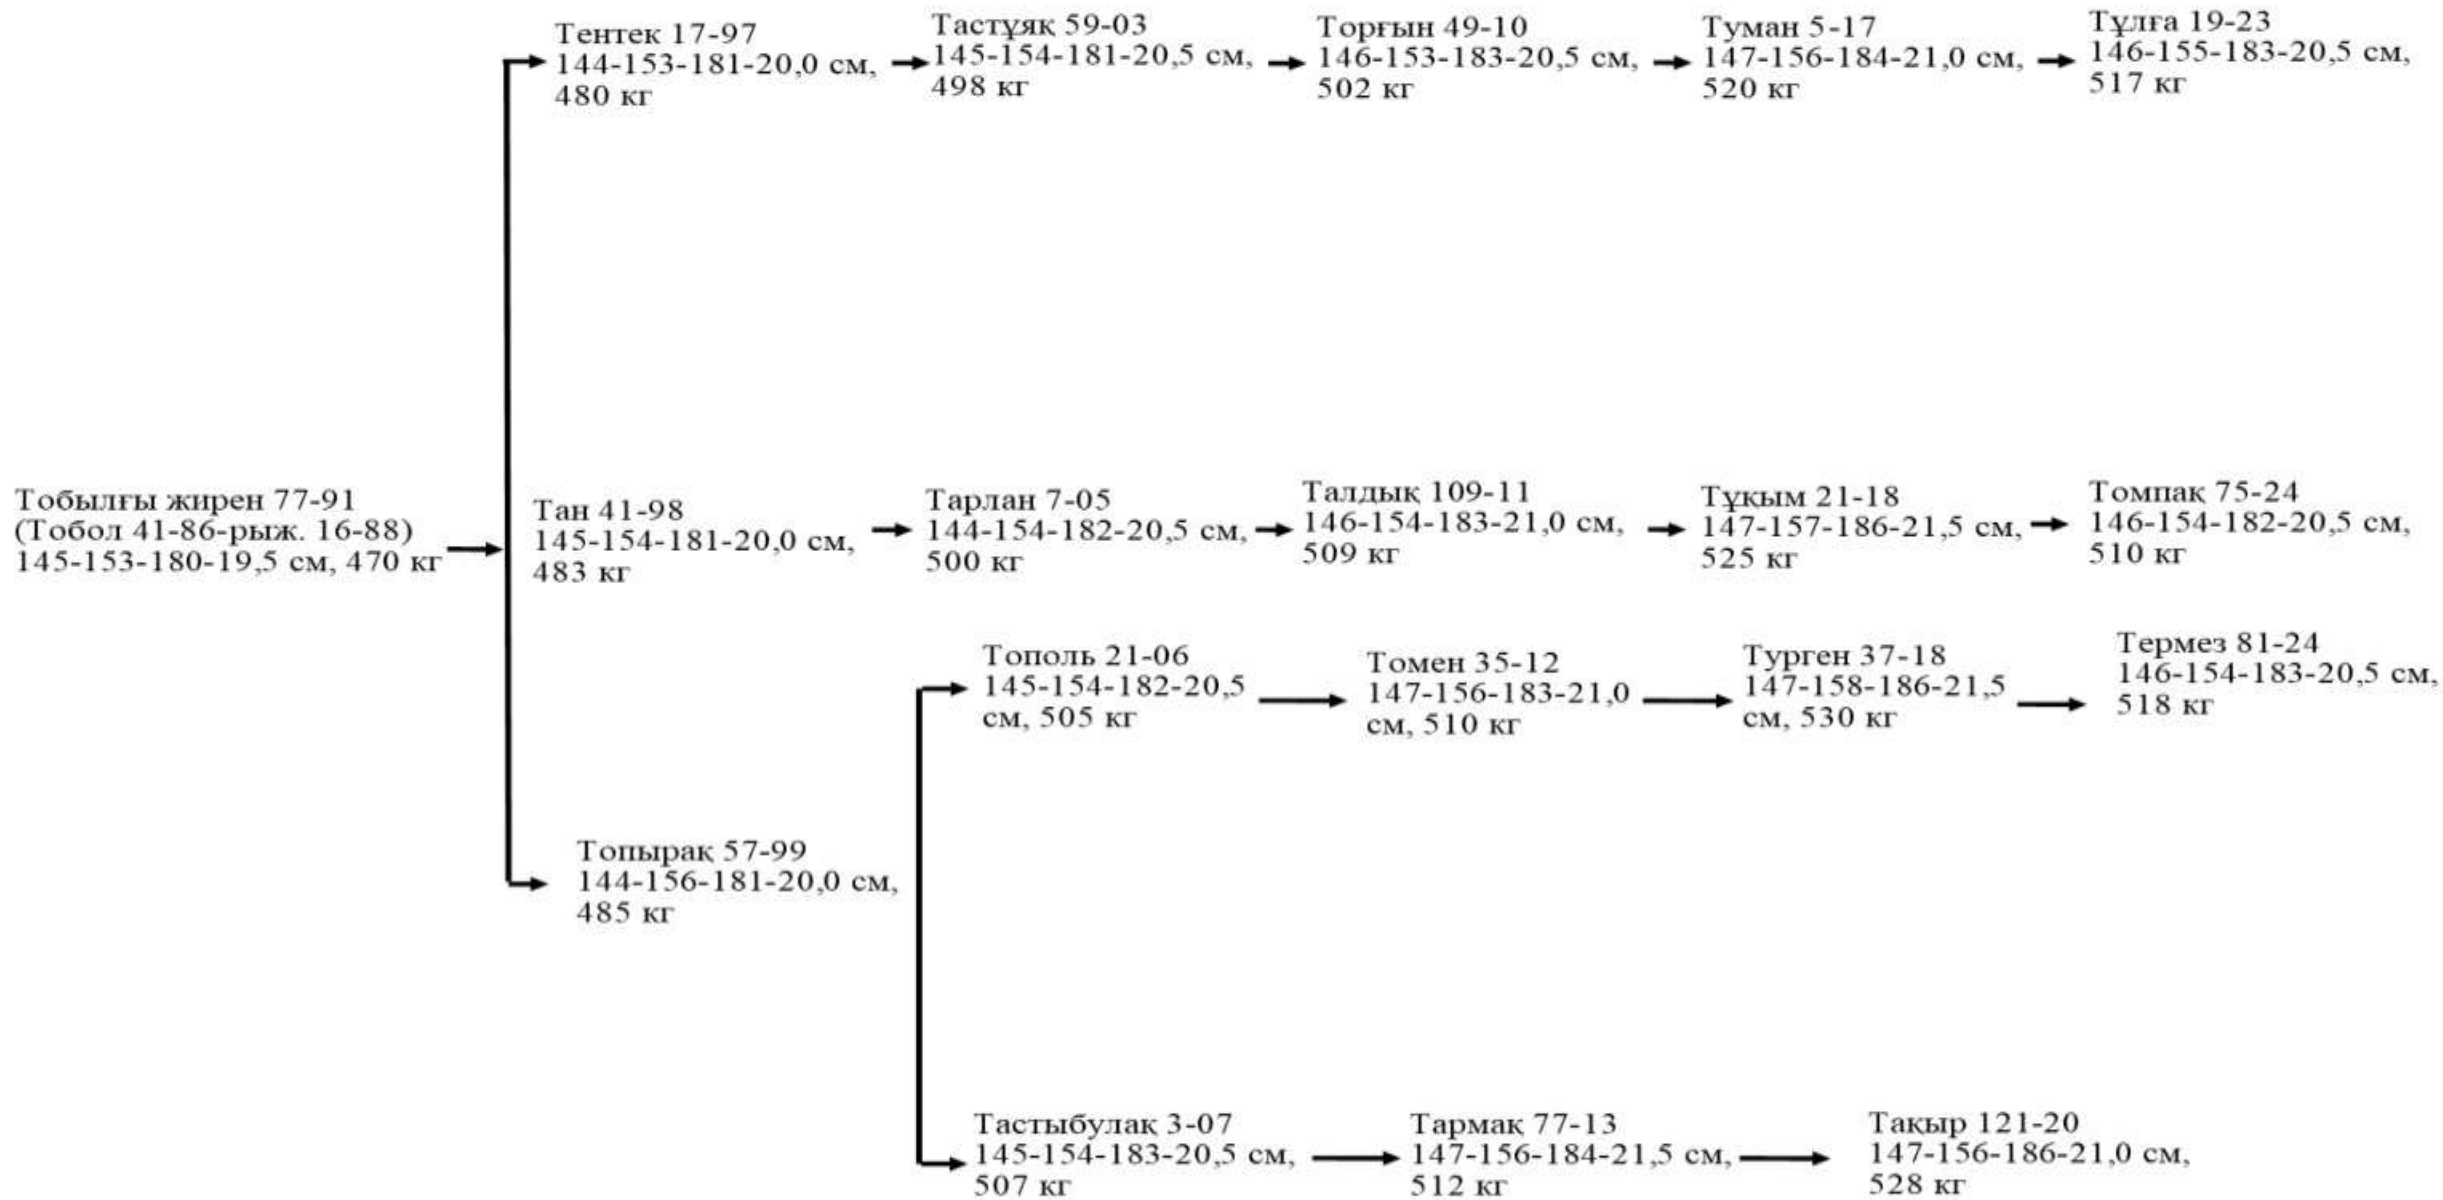 Тентек 17-97
144-153-181-20,0 см,
480 кг
Тастұяқ 59-03
145-154-181-20,5 см,
498 кг
Торғын 49-10
146-153-183-20,5 см,
502 кг
Туман 5-17
147-156-184-21,0 см,
520 кг
Тұлға 19-23
146-155-183-20,5 см,
517 кг
Тобылғы жирен 77-91
(Тобол 41-86-рыж. 16-88)
145-153-180-19,5 см, 470 кг
Тан 41-98
145-154-181-20,0 см,
483 кг
Тарлан 7-05
144-154-182-20,5 см,
500 кг
Талдық 109-11
146-154-183-21,0 см,
509 кг
Тұқым 21-18
147-157-186-21,5 см,
525 кг
Томпақ 75-24
146-154-182-20,5 см,
510 кг
Тополь 21-06
145-154-182-20,5
см, 505 кг
Томен 35-12
147-156-183-21,0
см, 510 кг
Турген 37-18
147-158-186-21,5
см, 530 кг
Термез 81-24
146-154-183-20,5 см,
518 кг
Топырақ 57-99
144-156-181-20,0 см,
485 кг
Тастыбулақ 3-07
145-154-183-20,5 см,
507 кг
Тармақ 77-13
147-156-184-21,5 см,
512 кг
Тақыр 121-20
147-156-186-21,0 см,
528 кг